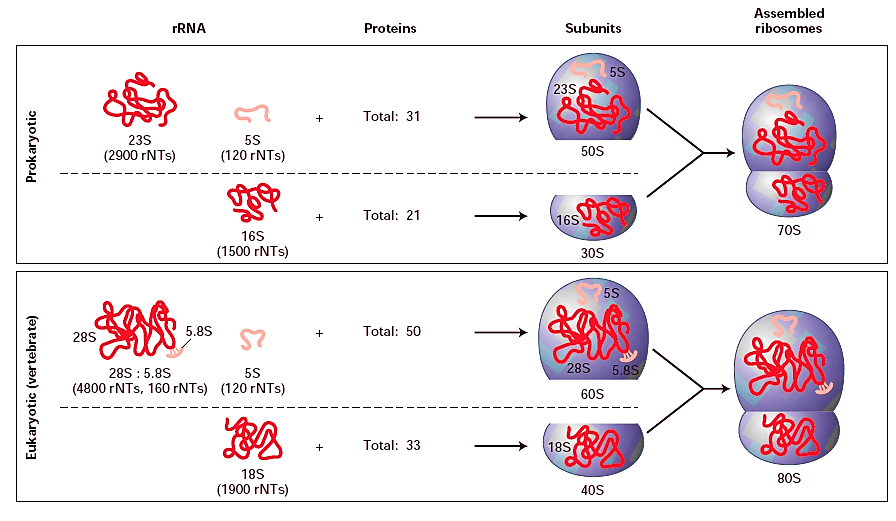 rRNA
Proteins
Subunits
Assembled
ribosomes
Prokaryotic
23S
(2900 rNTs)
5S
(120 rNTs)
+
Total: 31
23S
5S
50S
16S
(1500 rNTs)
+
Total: 21
16S
30S
70S
Eukaryotic (vertebrate)
28S
5.8S
28S : 5.8S
(4800 rNTs, 160 rNTs)
5S
(120 rNTs)
+
Total: 50
5S
28S
5.8S
60S
18S
(1900 rNTs)
+
Total: 33
18S
40S
80S